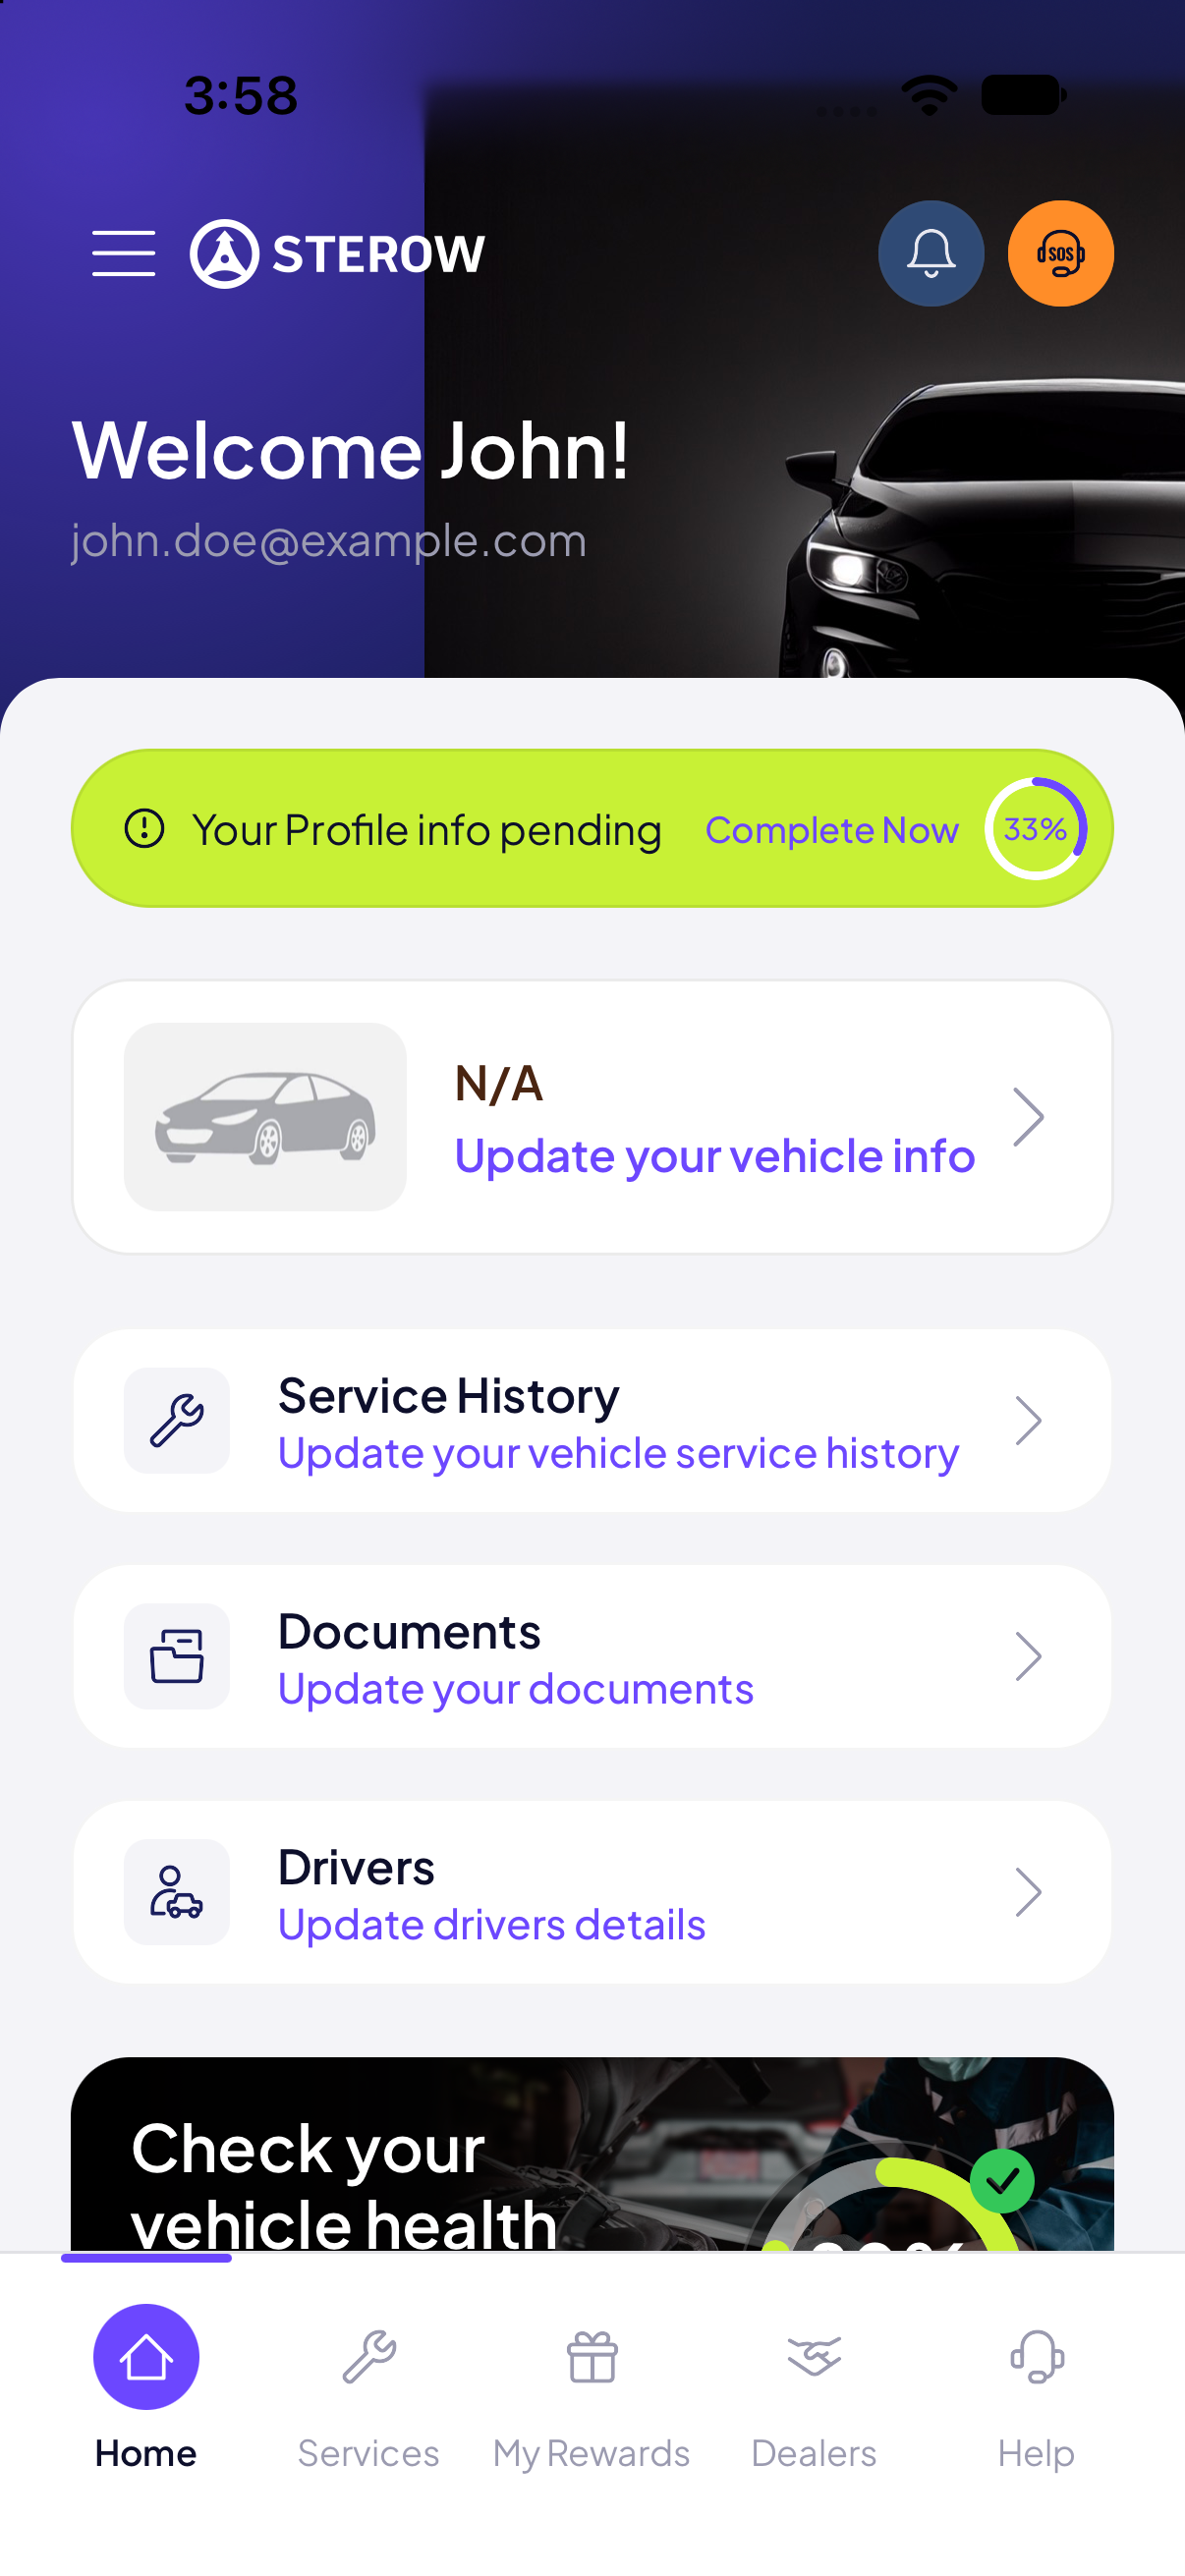 3:58
STEROW
SOS
Welcome John!
john.doe@example.com
Your Profile info pending
Complete Now
33%
N/A
Update your vehicle info
Service History
Update your vehicle service history
Documents
Update your documents
Drivers
Update drivers details
Check your
vehicle health
Home
Services
My Rewards
Dealers
Help